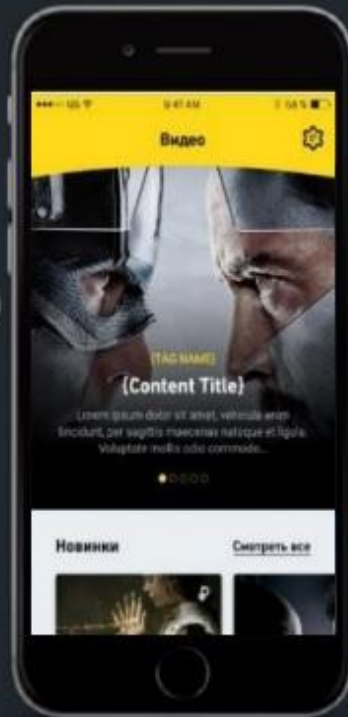 9:41 AM
Видео
{TAG NAME}
{Content Title}
Lorem ipsum dolor sit amet, vehicula enim
tincidunt, per sagittis maecenas natoque et ligula.
Voluptate mollis odio commodo...
Новинки
Смотреть все